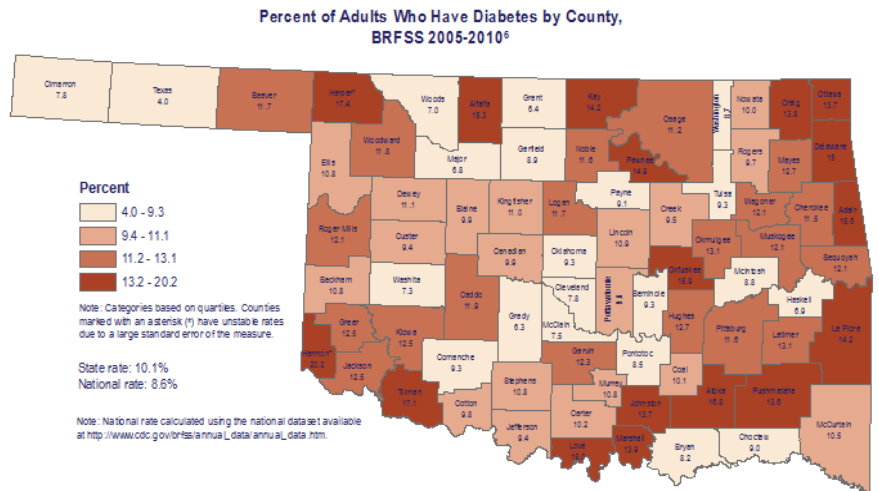 Percent of Adults Who Have Diabetes by County,
BRFSS 2005-2010⁶
Cimarron
7.8
Texas
4.0
Beaver
11.7
Harper*
17.4
Woods
7.0
Alfalfa
15.3
Grant
6.4
Kay
14.2
Osage
11.2
Washington
8.7
Nowata
10.0
Craig
13.8
Ottawa
13.7
Ellis
10.8
Woodward
11.8
Major
6.8
Garfield
8.9
Noble
11.6
Pawnee
14.9
Rogers
9.7
Mayes
12.7
Delaware
15
Percent
4.0 - 9.3
9.4 - 11.1
11.2 - 13.1
13.2 - 20.2
Note: Categories based on quartiles. Counties
marked with an asterisk (*) have unstable rates
due to a large standard error of the measure.
State rate: 10.1%
National rate: 8.6%
Note: National rate calculated using the national dataset available
at http://www.cdc.gov/brfss/annual_data/annual_data.htm.
Dewey
11.1
Blaine
9.9
Kingfisher
11.0
Logan
11.7
Payne
9.1
Creek
9.5
Tulsa
9.3
Wagoner
12.1
Cherokee
11.5
Adair
15.6
Roger Mills
12.1
Custer
9.4
Canadian
9.9
Oklahoma
9.3
Lincoln
10.9
Okmulgee
13.1
Muskogee
12.1
Sequoyah
12.1
Beckham
10.8
Washita
7.3
Caddo
11.9
Grady
6.3
Cleveland
7.8
McClain
7.5
Pottawatomie
Seminole
9.3
Okfuskee
15.9
McIntosh
8.8
Haskell
6.9
Hughes
12.7
Pittsburg
11.6
Latimer
13.1
Le Flore
14.2
Greer
12.5
Kiowa
12.5
Harmon*
20.2
Jackson
12.5
Comanche
9.3
Tillman
17.1
Cotton
9.8
Stephens
10.8
Jefferson
9.4
Garvin
12.3
Murray
10.8
Carter
10.2
Love
Pontotoc
8.5
Coal
10.1
Johnston
13.7
Marshall
13.9
Atoka
16.8
Pushmataha
13.6
Bryan
8.2
Choctaw
9.0
McCurtain
10.5